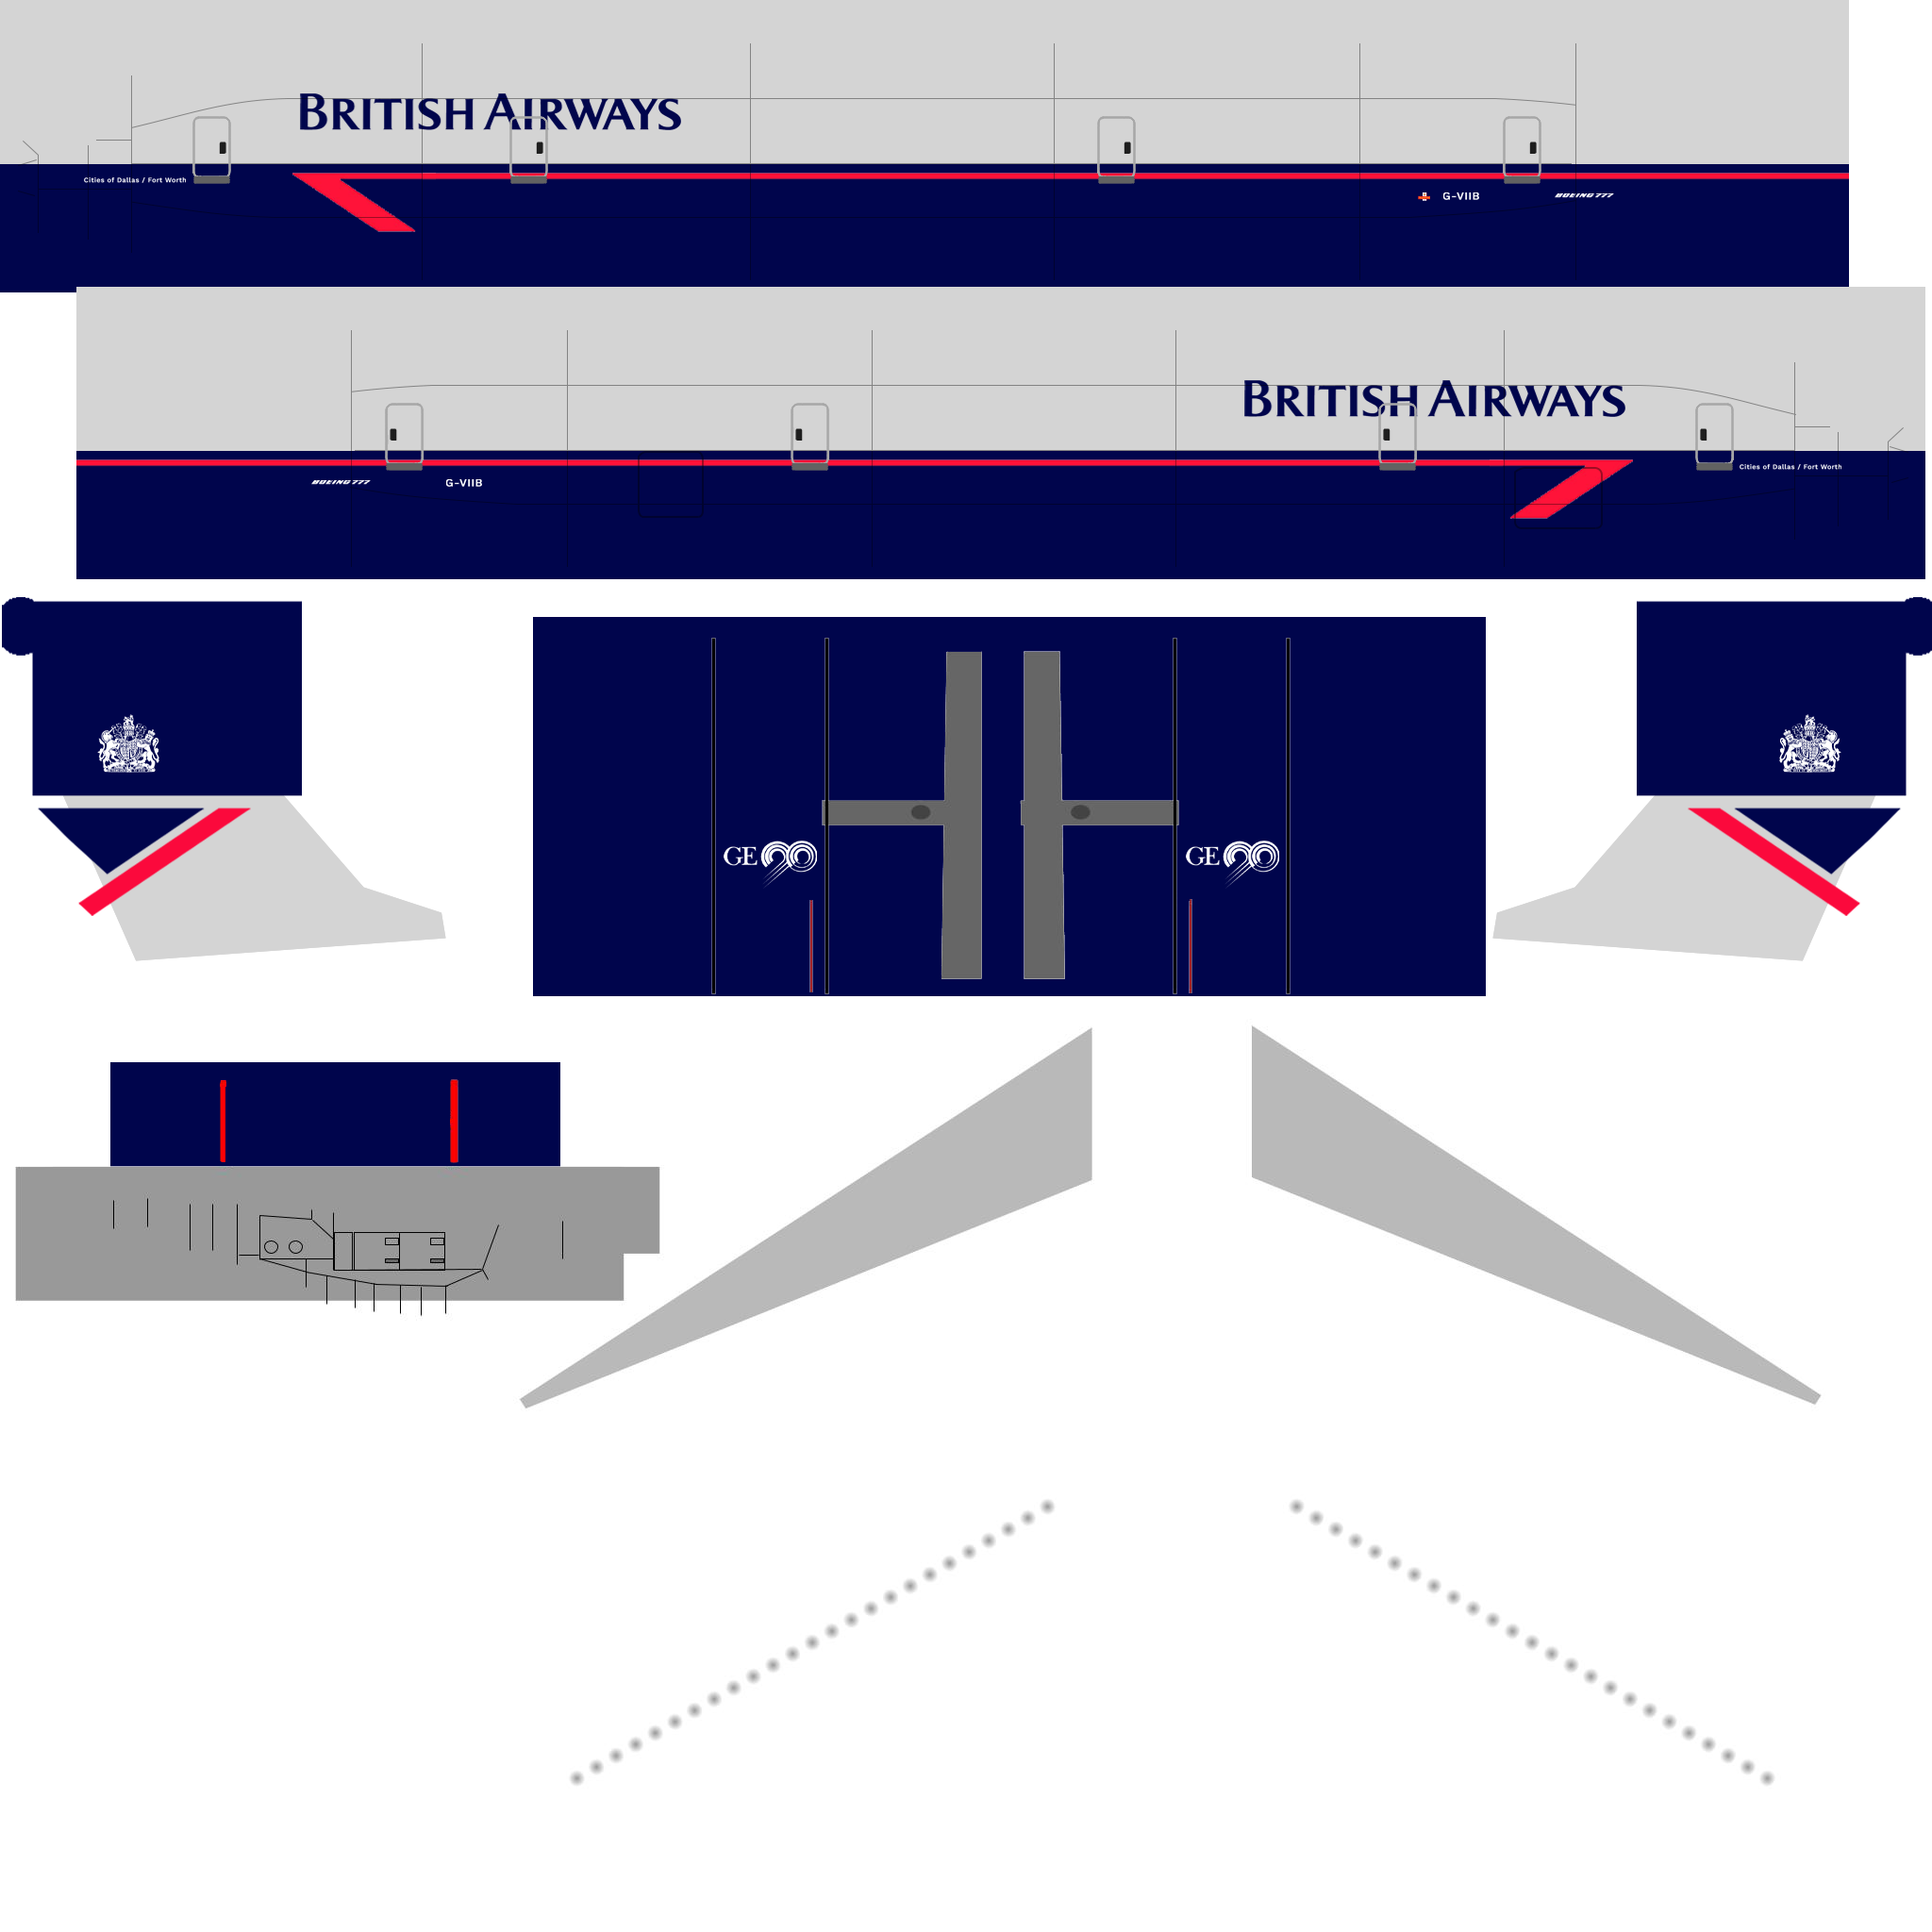 BRITISH AIRWAYS
Cities of Dallas / Fort Worth
G-VIIB
BOEING 777
BRITISH AIRWAYS
Cities of Dallas / Fort Worth
BOEING 777
G-VIIB
GE90
GE90